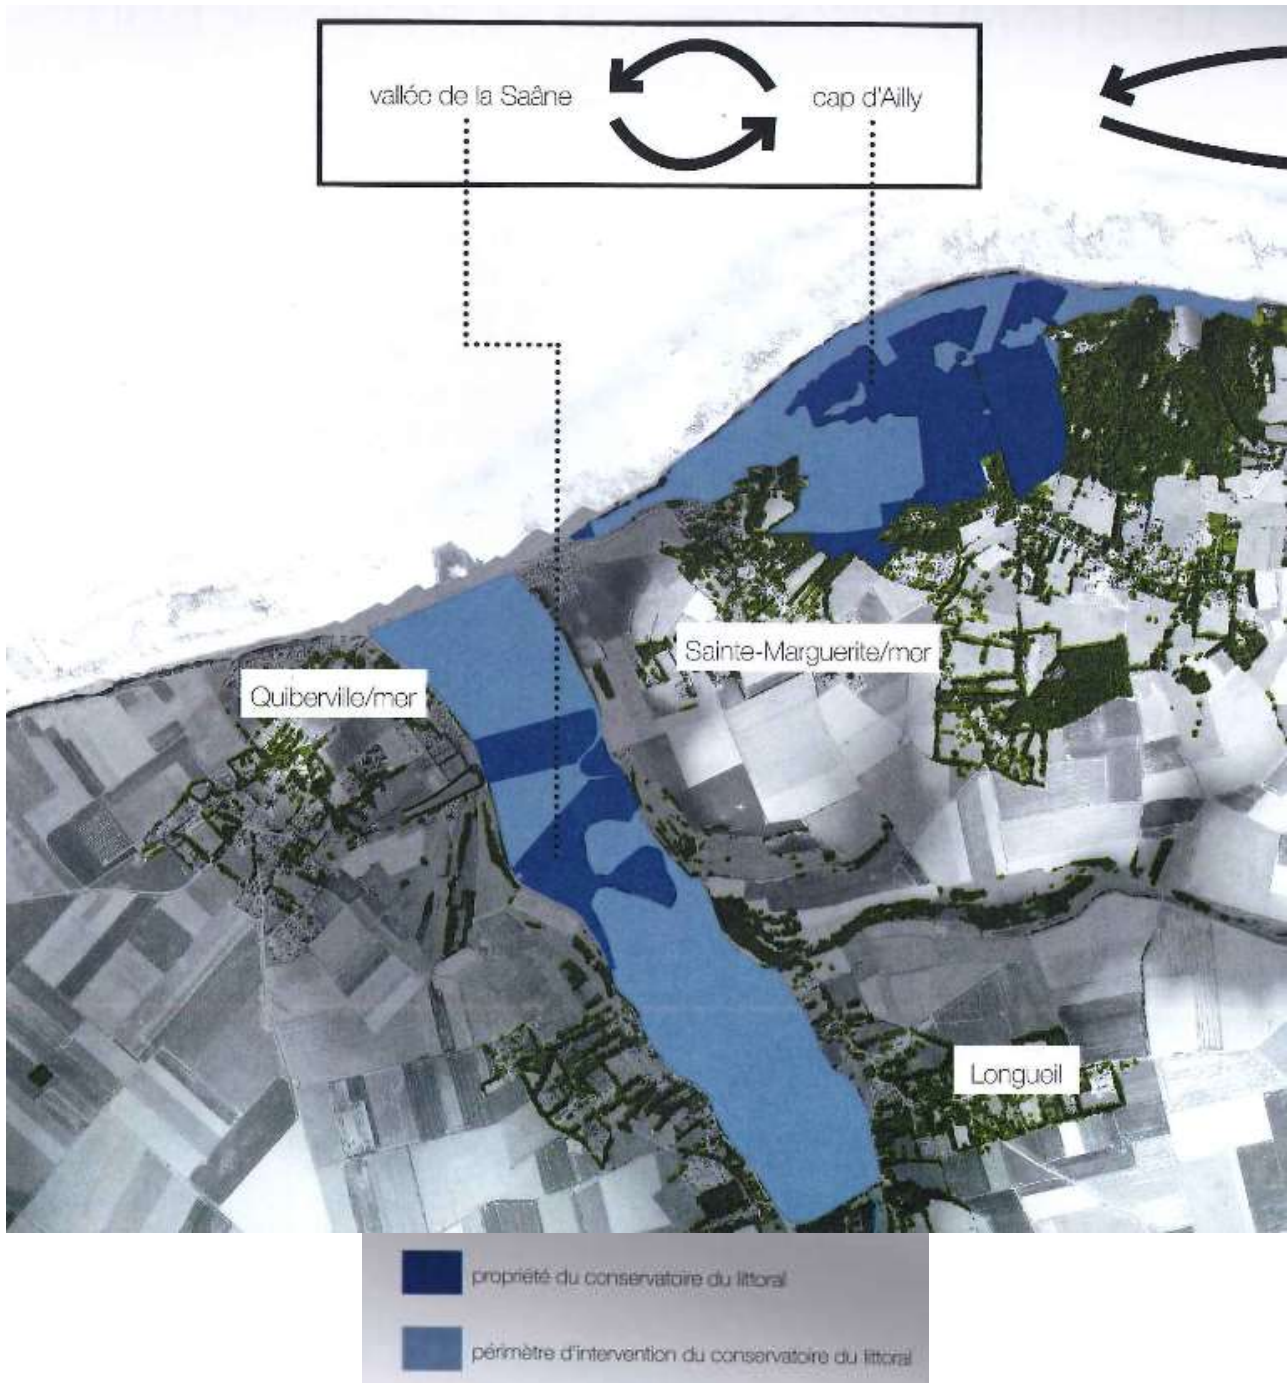 vallée de la Saâne
cap d'Ailly
Sainte-Marguerite/mer
Quiberville/mer
Longueil
propriété du conservatoire du littoral
périmètre d'intervention du conservatoire du littoral